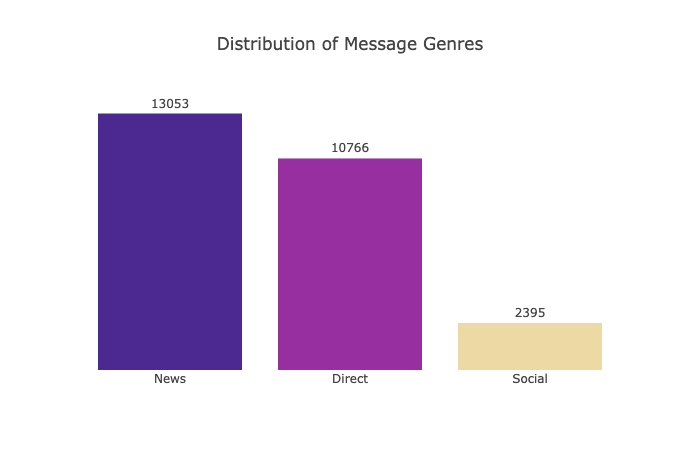 Distribution of Message Genres
13053
10766
2395
News
Direct
Social